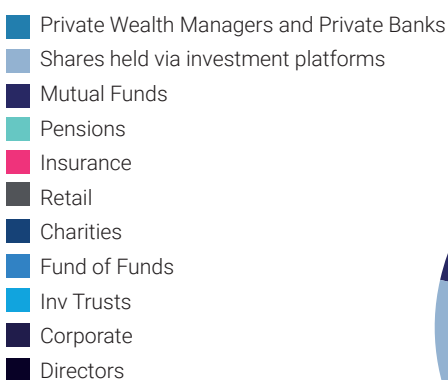 Private Wealth Managers and Private Banks
Shares held via investment platforms
Mutual Funds
Pensions
Insurance
Retail
Charities
Fund of Funds
Inv Trusts
Corporate
Directors